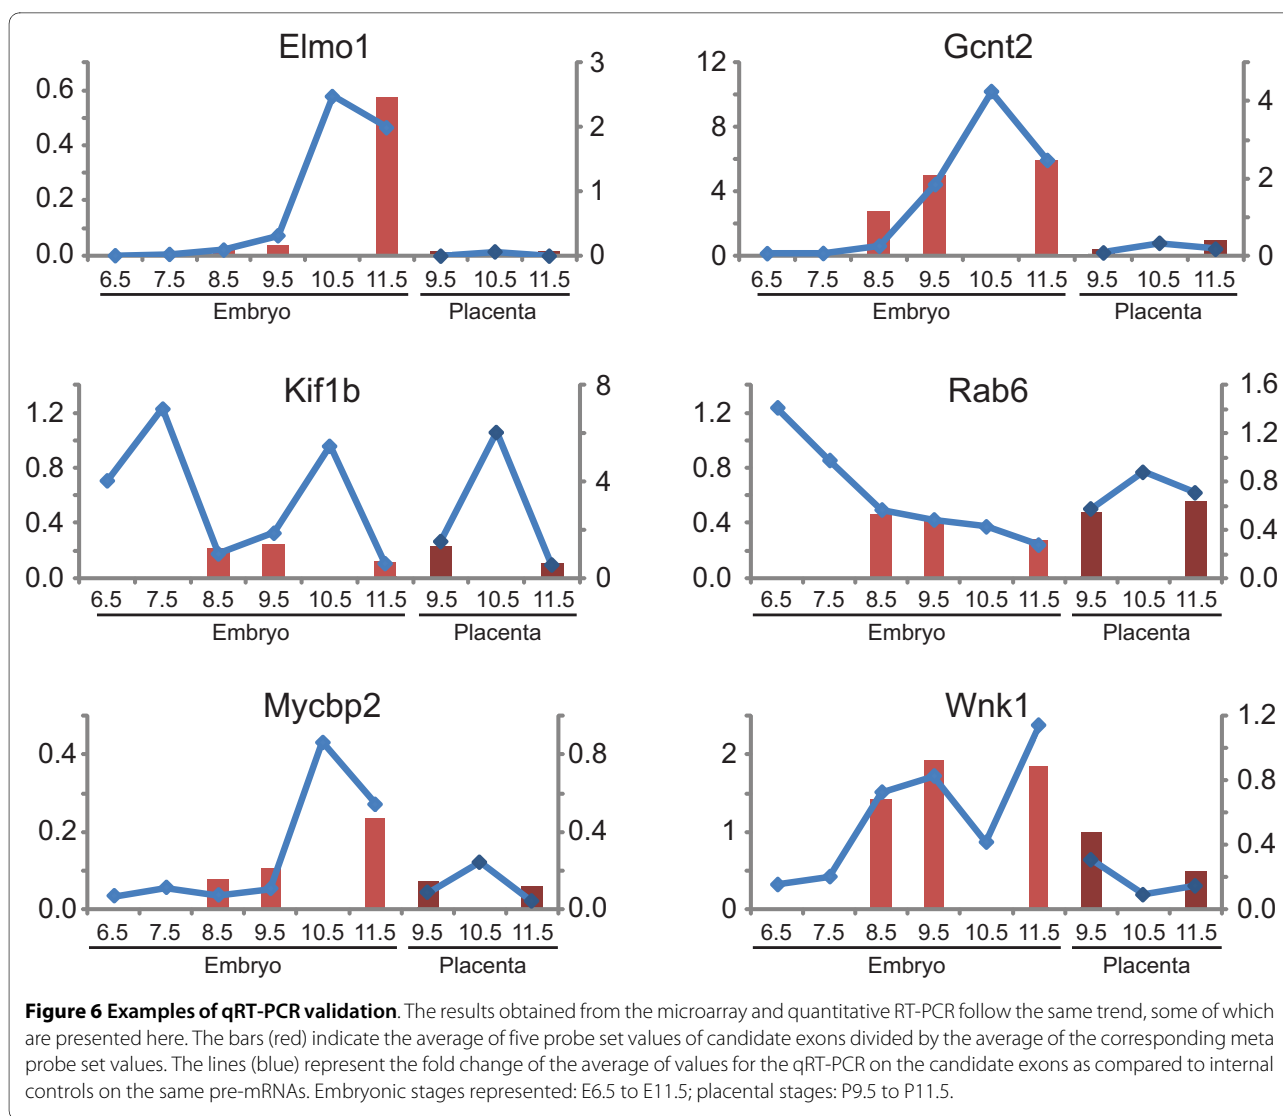 Elmo1
Gcnt2
0.6
0.4
0.2
0.0
3
2
1
0
12
8
4
0
4
2
0
6.5 7.5 8.5 9.5 10.5 11.5 9.5 10.5 11.5
Embryo Placenta
6.5 7.5 8.5 9.5 10.5 11.5 9.5 10.5 11.5
Embryo Placenta
Kif1b
Rab6
1.2
0.8
0.4
0.0
8
4
0
1.2
0.8
0.4
0.0
1.6
1.2
0.8
0.4
0.0
6.5 7.5 8.5 9.5 10.5 11.5 9.5 10.5 11.5
Embryo Placenta
6.5 7.5 8.5 9.5 10.5 11.5 9.5 10.5 11.5
Embryo Placenta
Mycbp2
Wnk1
0.4
0.2
0.0
0.8
0.4
0.0
2
1
0
1.2
0.8
0.4
0.0
6.5 7.5 8.5 9.5 10.5 11.5 9.5 10.5 11.5
Embryo Placenta
6.5 7.5 8.5 9.5 10.5 11.5 9.5 10.5 11.5
Embryo Placenta
Figure 6 Examples of qRT-PCR validation. The results obtained from the microarray and quantitative RT-PCR follow the same trend, some of which
are presented here. The bars (red) indicate the average of five probe set values of candidate exons divided by the average of the corresponding meta
probe set values. The lines (blue) represent the fold change of the average of values for the qRT-PCR on the candidate exons as compared to internal
controls on the same pre-mRNAs. Embryonic stages represented: E6.5 to E11.5; placental stages: P9.5 to P11.5.